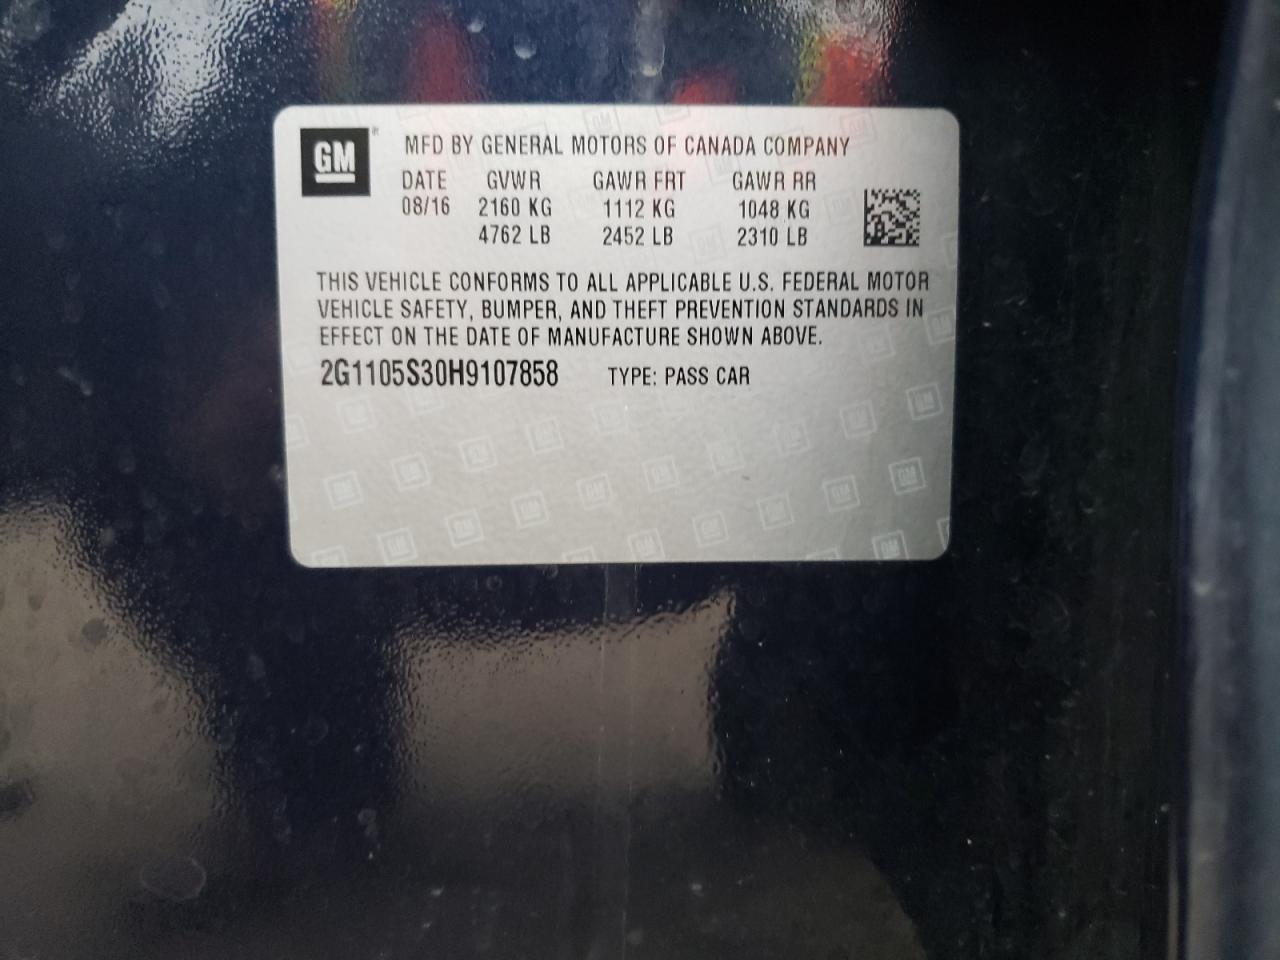 GM
MFD BY GENERAL MOTORS OF CANADA COMPANY
DATE GVWR GAWR FRT GAWR RR
08/16 2160 KG 1112 KG 1048 KG
4762 LB 2452 LB 2310 LB
THIS VEHICLE CONFORMS TO ALL APPLICABLE U.S. FEDERAL MOTOR
VEHICLE SAFETY, BUMPER, AND THEFT PREVENTION STANDARDS IN
EFFECT ON THE DATE OF MANUFACTURE SHOWN ABOVE.
2G1105S30H9107858 TYPE: PASS CAR